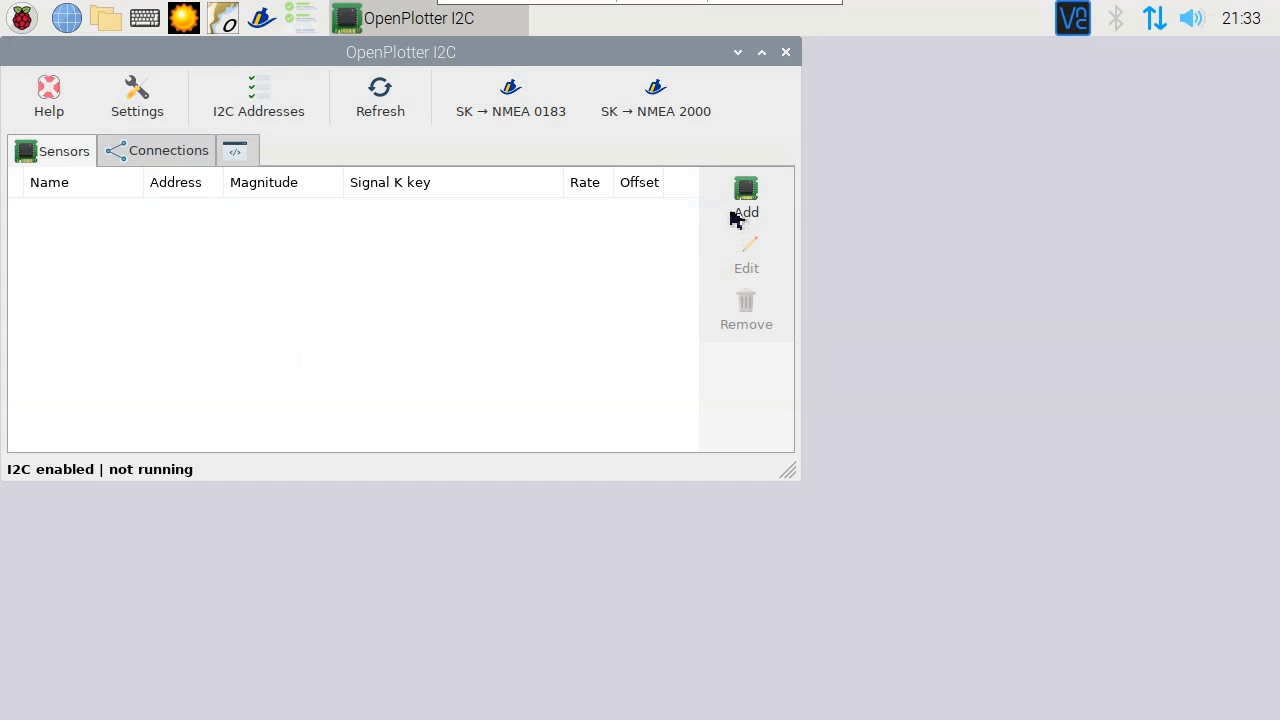 OpenPlotter I2C
21:33
OpenPlotter I2C
Help
Settings
I2C Addresses
Refresh
SK → NMEA 0183
SK → NMEA 2000
Sensors
Connections
Name
Address
Magnitude
Signal K key
Rate
Offset
Add
Edit
Remove
I2C enabled | not running